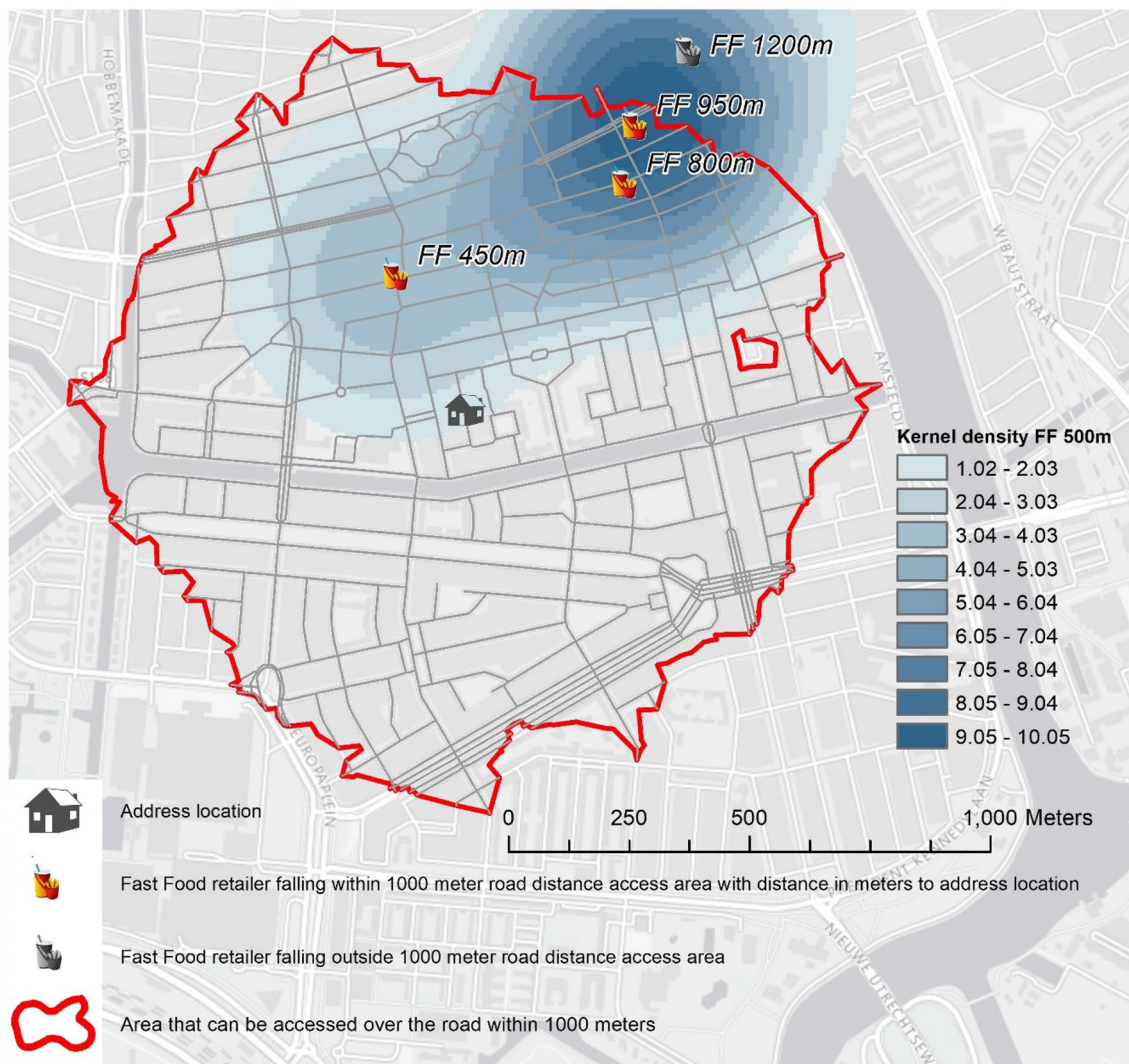 HOBBEMAKADE
FF 1200m
FF 950m
FF 800m
WIBAUTSTRAAT
FF 450m
AMSTELDI
Kernel density FF 500m
1.02 - 2.03
2.04 - 3.03
3.04 - 4.03
4.04 - 5.03
5.04 - 6.04
6.05 - 7.04
7.05 - 8.04
8.05 - 9.04
9.05 - 10.05
EUROPAPLEIN
Address location
0 250 500 1,000 Meters
Fast Food retailer falling within 1000 meter road distance access area with distance in meters to address location
Fast Food retailer falling outside 1000 meter road distance access area
NIEUWE UTRECHTSEW
Area that can be accessed over the road within 1000 meters